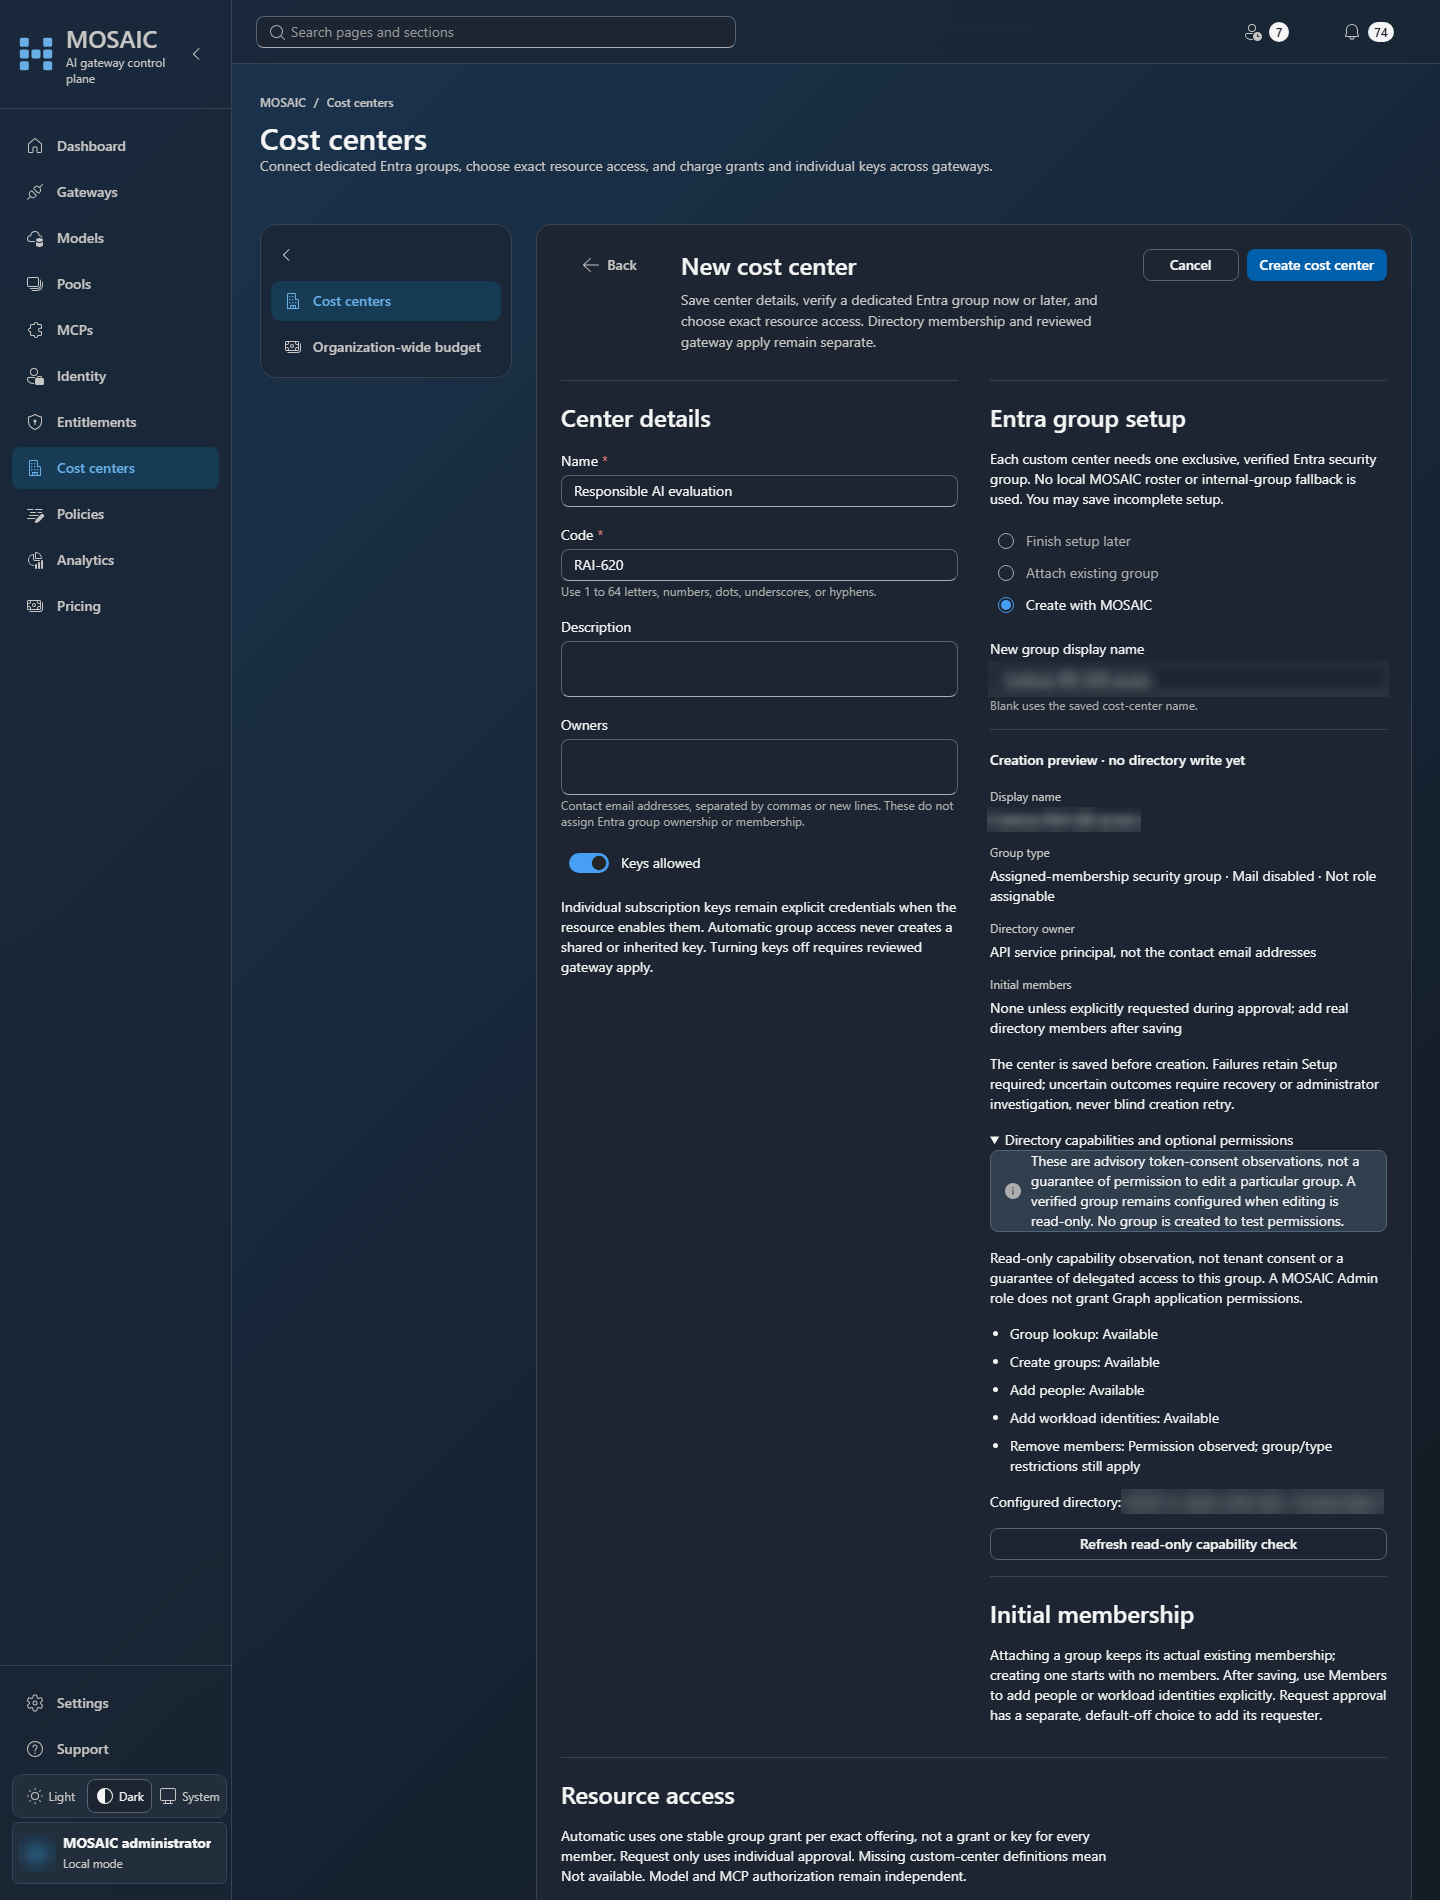 MOSAIC
AI gateway control
plane
Search pages and sections
7
74
Dashboard
Gateways
Models
Pools
MCPs
Identity
Entitlements
Cost centers
Policies
Analytics
Pricing
Settings
Support
Light
Dark
System
MOSAIC administrator
Local mode
MOSAIC / Cost centers
Cost centers
Connect dedicated Entra groups, choose exact resource access, and charge grants and individual keys across gateways.
Cost centers
Organization-wide budget
Back
New cost center
Save center details, verify a dedicated Entra group now or later, and
choose exact resource access. Directory membership and reviewed
gateway apply remain separate.
Cancel
Create cost center
Center details
Name *
Responsible AI evaluation
Code *
RAI-620
Use 1 to 64 letters, numbers, dots, underscores, or hyphens.
Description
Owners
Contact email addresses, separated by commas or new lines. These do not
assign Entra group ownership or membership.
Keys allowed
Individual subscription keys remain explicit credentials when the
resource enables them. Automatic group access never creates a
shared or inherited key. Turning keys off requires reviewed
gateway apply.
Entra group setup
Each custom center needs one exclusive, verified Entra security
group. No local MOSAIC roster or internal-group fallback is
used. You may save incomplete setup.
Finish setup later
Attach existing group
Create with MOSAIC
New group display name
Blank uses the saved cost-center name.
Creation preview · no directory write yet
Display name
Group type
Assigned-membership security group · Mail disabled · Not role
assignable
Directory owner
API service principal, not the contact email addresses
Initial members
None unless explicitly requested during approval; add real
directory members after saving
The center is saved before creation. Failures retain Setup
required; uncertain outcomes require recovery or administrator
investigation, never blind creation retry.
▼ Directory capabilities and optional permissions
These are advisory token-consent observations, not a
guarantee of permission to edit a particular group. A
verified group remains configured when editing is
read-only. No group is created to test permissions.
Read-only capability observation, not tenant consent or a
guarantee of delegated access to this group. A MOSAIC Admin
role does not grant Graph application permissions.
• Group lookup: Available
• Create groups: Available
• Add people: Available
• Add workload identities: Available
• Remove members: Permission observed; group/type
restrictions still apply
Configured directory:
Refresh read-only capability check
Initial membership
Attaching a group keeps its actual existing membership;
creating one starts with no members. After saving, use Members
to add people or workload identities explicitly. Request approval
has a separate, default-off choice to add its requester.
Resource access
Automatic uses one stable group grant per exact offering, not a grant or key for every
member. Request only uses individual approval. Missing custom-center definitions mean
Not available. Model and MCP authorization remain independent.